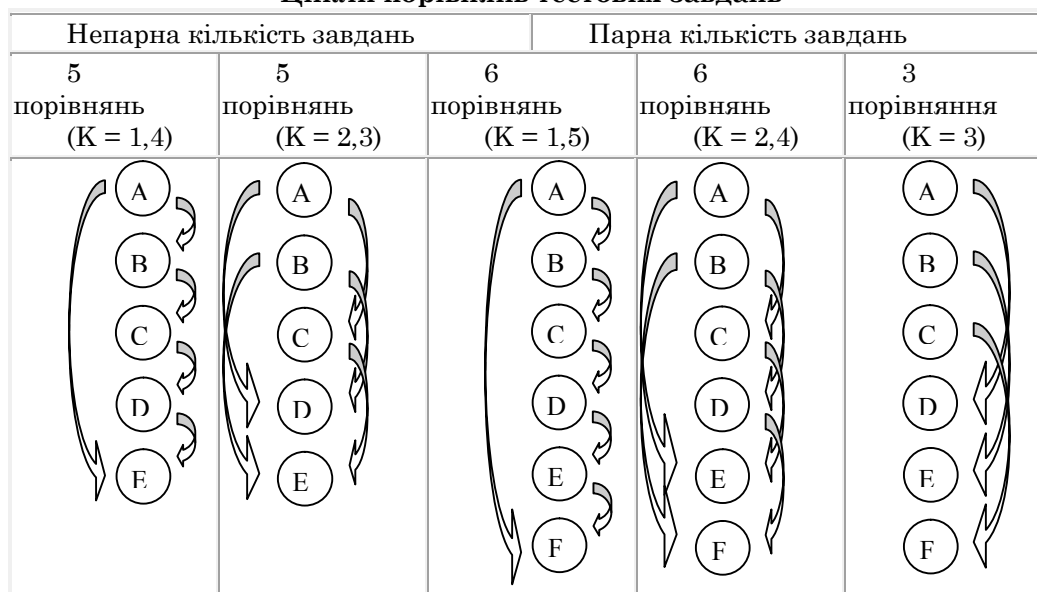 Непарна кількість завдань Парна кількість завдань
5 5 6 6 3
порівнянь порівнянь порівнянь порівнянь порівняння
(K = 1,4) (K = 2,3) (K = 1,5) (K = 2,4) (K = 3)
A A A A A
B B B B B
C C C C C
D D D D D
E E E E E
F F F